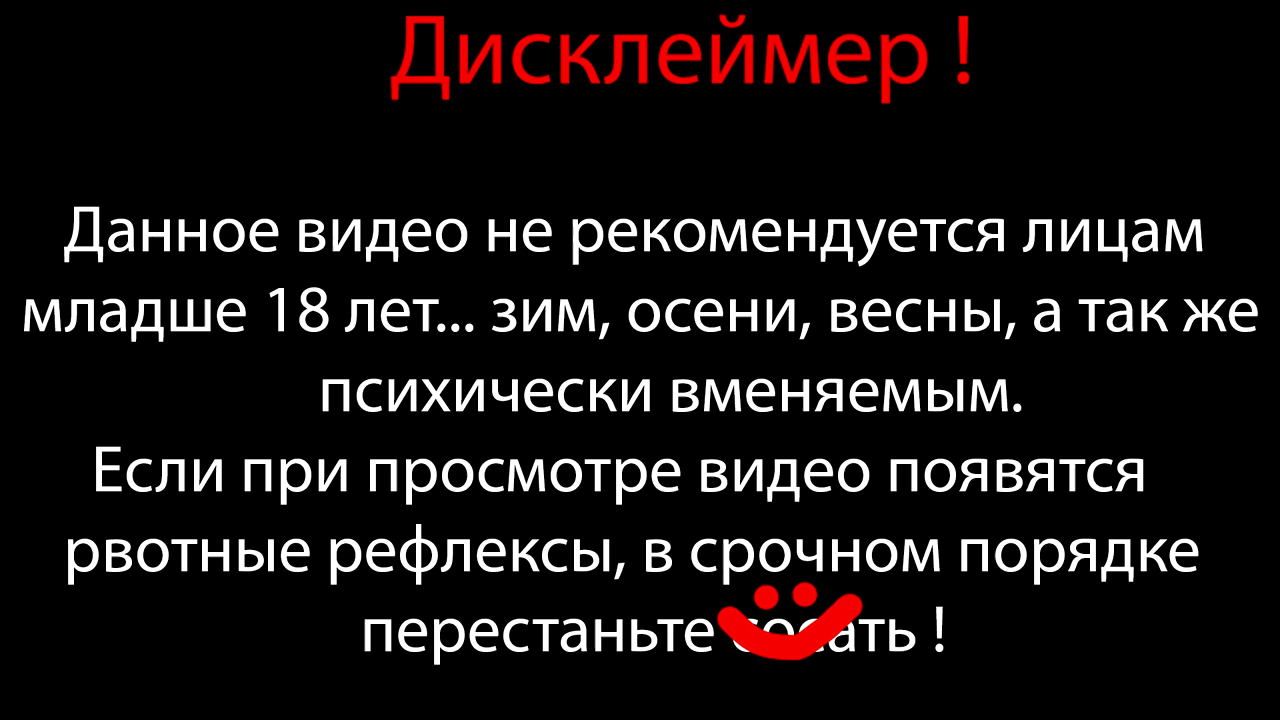 Дисклеймер !
Данное видео не рекомендуется лицам
младше 18 лет... зим, осени, весны, а так же
психически вменяемым.
Если при просмотре видео появятся
рвотные рефлексы, в срочном порядке
перестаньте сосать !